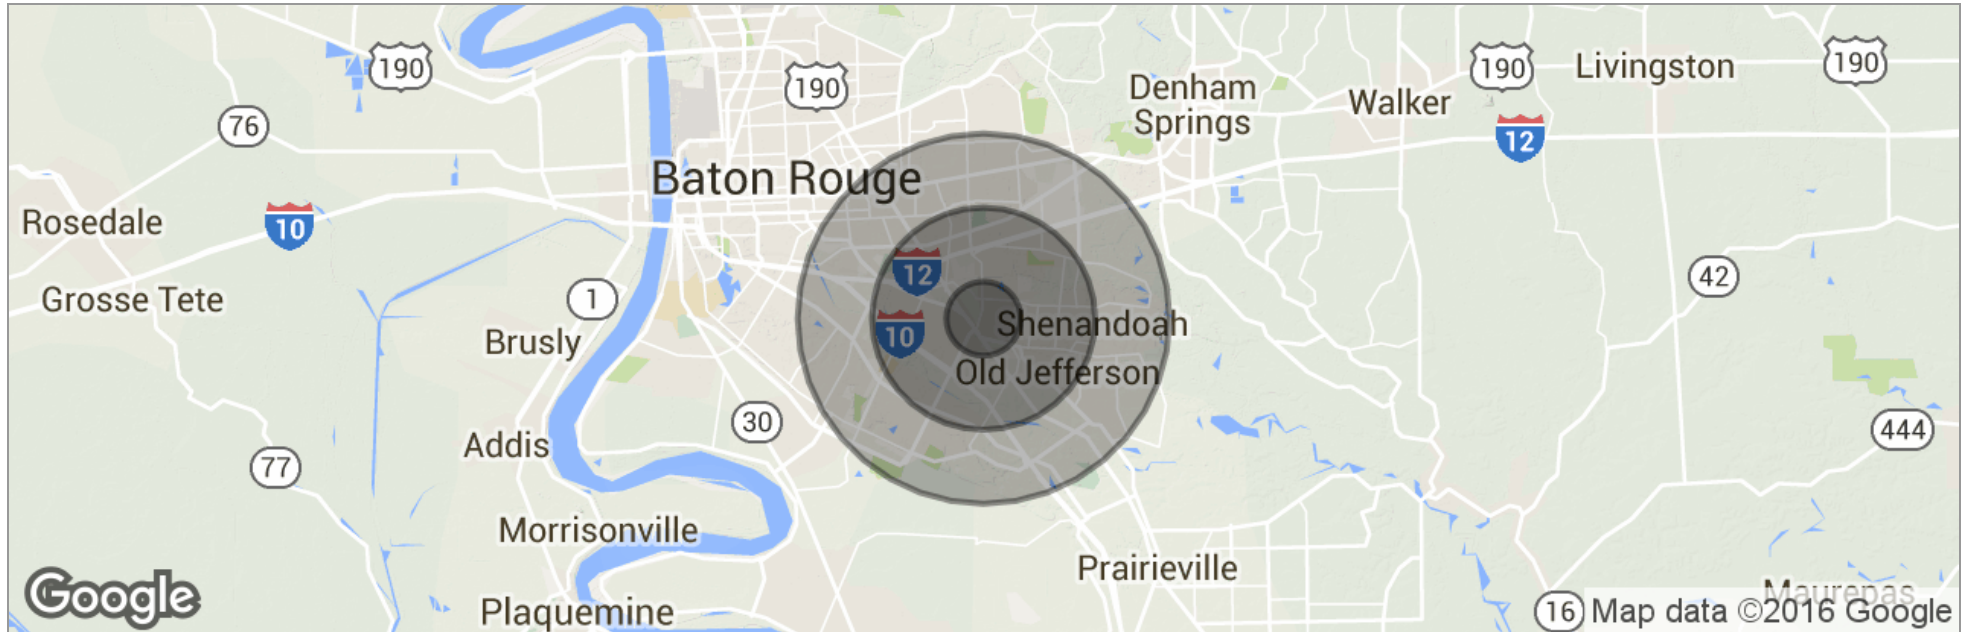 190
190
190
Livingston
190
Denham
Springs
Walker
76
12
Baton Rouge
Rosedale
10
12
42
Grosse Tete
1
Shenandoah
10
Brusly
Old Jefferson
30
444
Addis
77
Morrisonville
Prairieville
Maurepas
Google
Plaquemine
16
Map data ©2016 Google